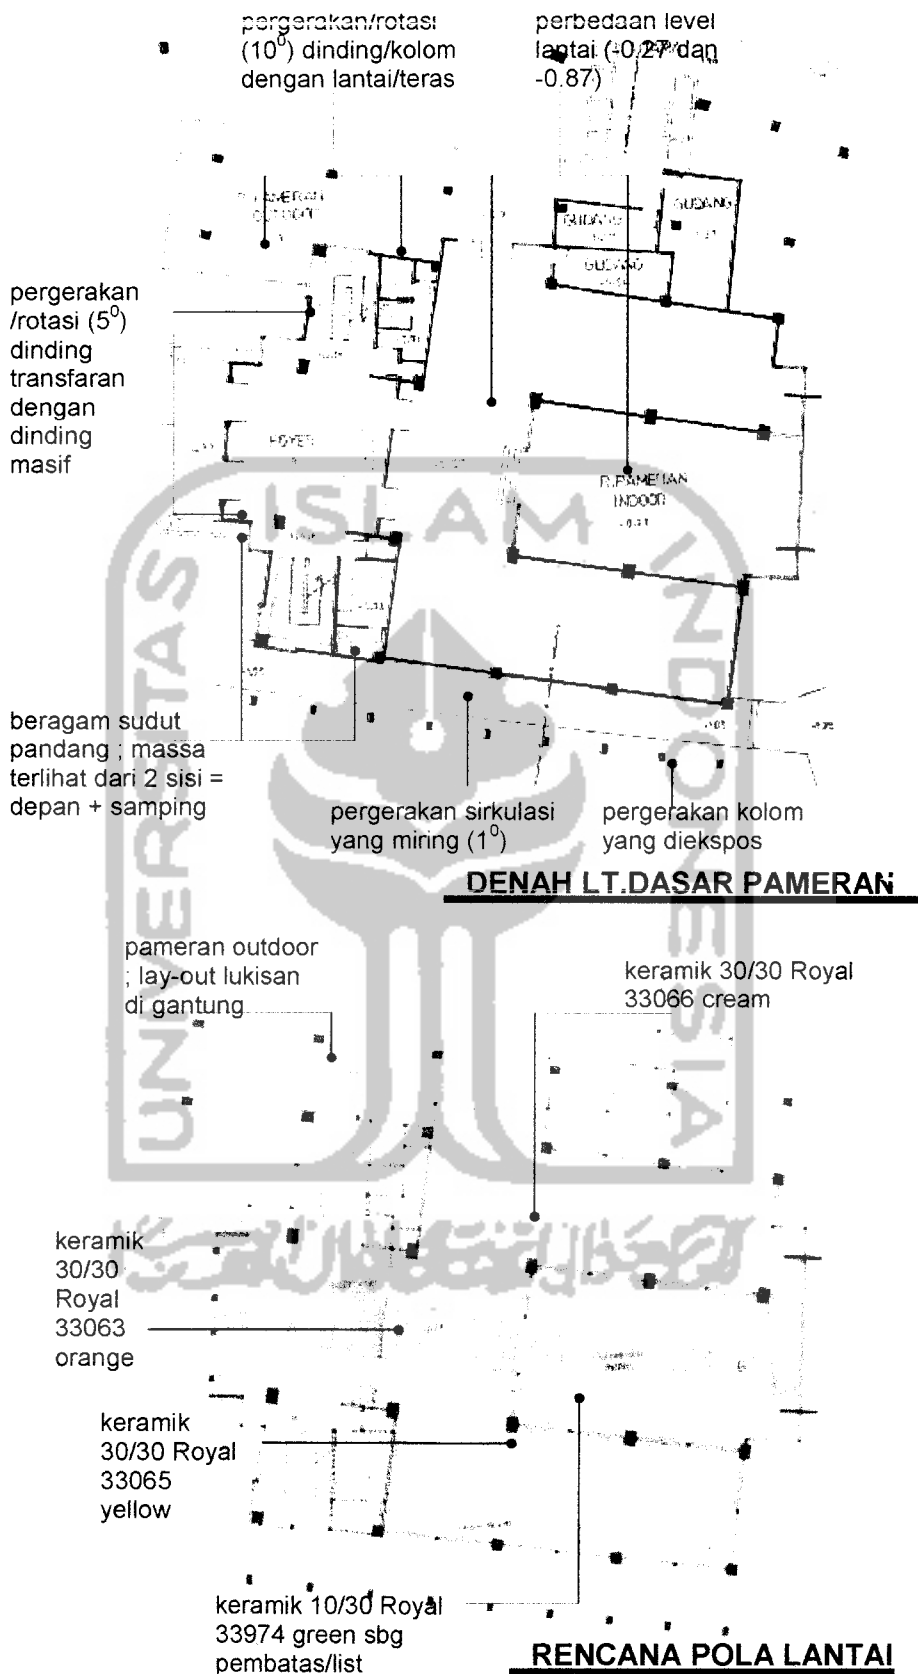 pergerakan/rotasi
(10⁰) dinding/kolom
dengan lantai/teras
perbedaan level
lantai (-0.27 dan
-0.87)
OUTDOOR
GUDANG
GUDANG
GUDANG
pergerakan
/rotasi (5⁰)
dinding
transfaran
dengan
dinding
masif
R.PAMERAN
INDOOR
beragam sudut
pandang ; massa
terlihat dari 2 sisi =
depan + samping
pergerakan sirkulasi
yang miring (1⁰)
pergerakan kolom
yang diekspos
DENAH LT.DASAR PAMERAN
pameran outdoor
; lay-out lukisan
di gantung
keramik 30/30 Royal
33066 cream
keramik
30/30
Royal
33063
orange
keramik
30/30 Royal
33065
yellow
keramik 10/30 Royal
33974 green sbg
pembatas/list
RENCANA POLA LANTAI
UNIVERSITAS
ISLAM
INDONESIA